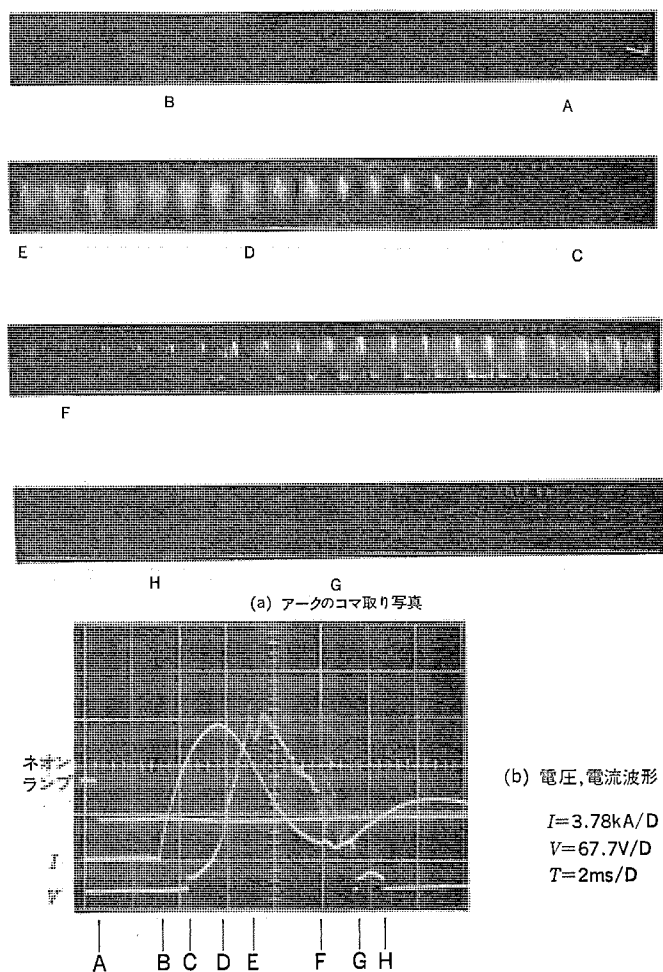 B A
E D C
F
H G
(a) アークのコマ取り写真
ネオン
ランプ
I
V
(b) 電圧,電流波形
I=3.78kA/D
V=67.7V/D
T=2ms/D
A B C D E F G H